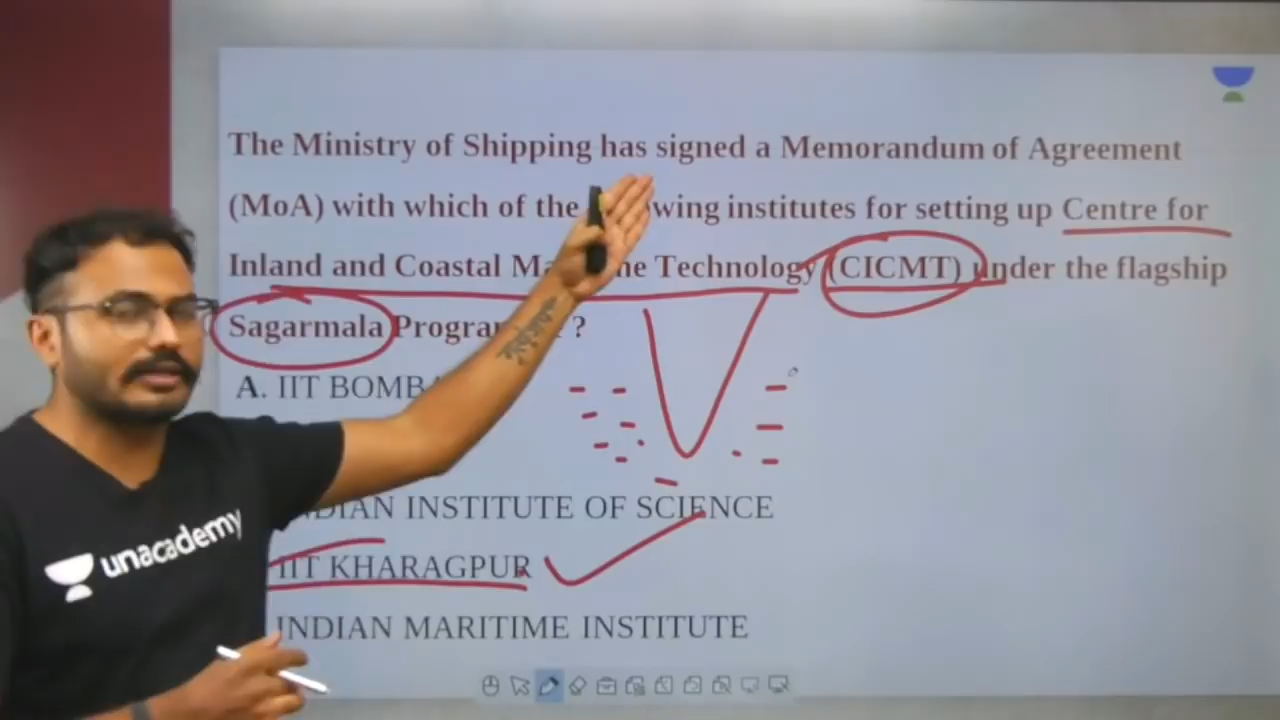 The Ministry of Shipping has signed a Memorandum of Agreement
(MoA) with which of the wing institutes for setting up Centre for
Inland and Coastal Ma ne Technology (CICMT) under the flagship
Sagarmala Progra ?
A. IIT BOMBA
NDIAN INSTITUTE OF SCIENCE
IIT KHARAGPUR
INDIAN MARITIME INSTITUTE
unacademy